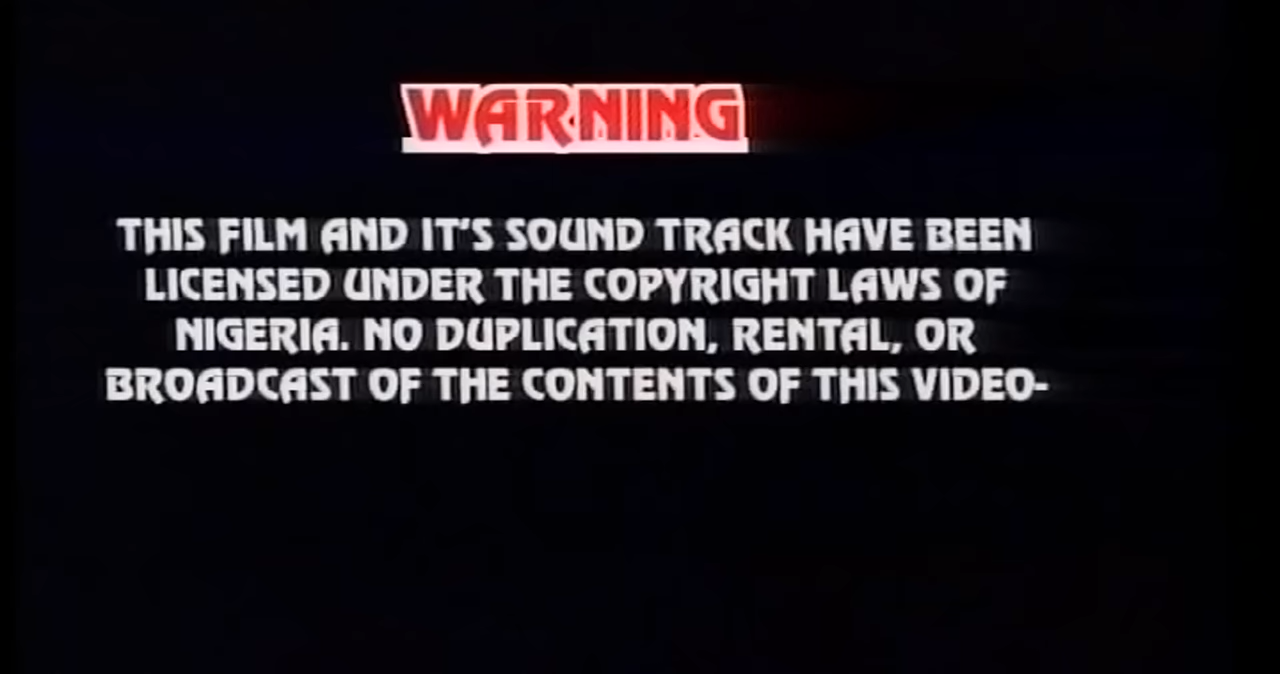 WARNING
THIS FILM AND IT'S SOUND TRACK HAVE BEEN
LICENSED UNDER THE COPYRIGHT LAWS OF
NIGERIA. NO DUPLICATION, RENTAL, OR
BROADCAST OF THE CONTENTS OF THIS VIDEO-